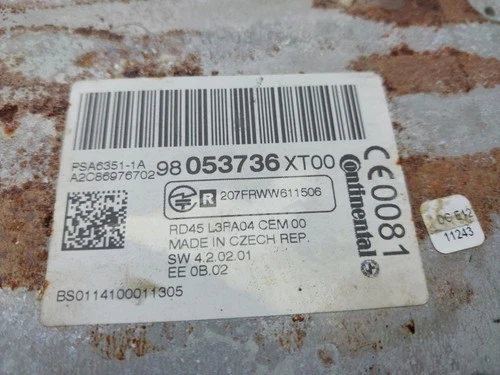 PSA6351-1A
A2C86976702
98 053736 XT00
R 207FRWW611506
RD45 L3PA04 CEM 00
MADE IN CZECH REP.
SW 4.2.02.01
EE 0B.02
BS0114100011305
Continental
CE0081
11243